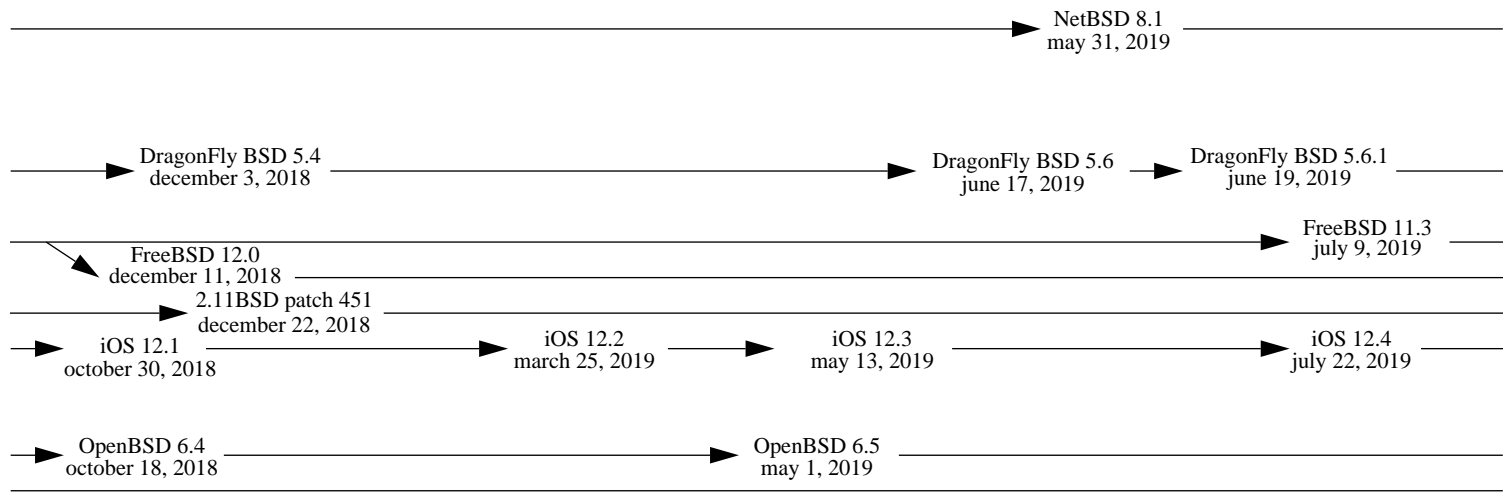 NetBSD 8.1
may 31, 2019
DragonFly BSD 5.4
december 3, 2018
DragonFly BSD 5.6
june 17, 2019
DragonFly BSD 5.6.1
june 19, 2019
FreeBSD 11.3
july 9, 2019
FreeBSD 12.0
december 11, 2018
2.11BSD patch 451
december 22, 2018
iOS 12.1
october 30, 2018
iOS 12.2
march 25, 2019
iOS 12.3
may 13, 2019
iOS 12.4
july 22, 2019
OpenBSD 6.4
october 18, 2018
OpenBSD 6.5
may 1, 2019